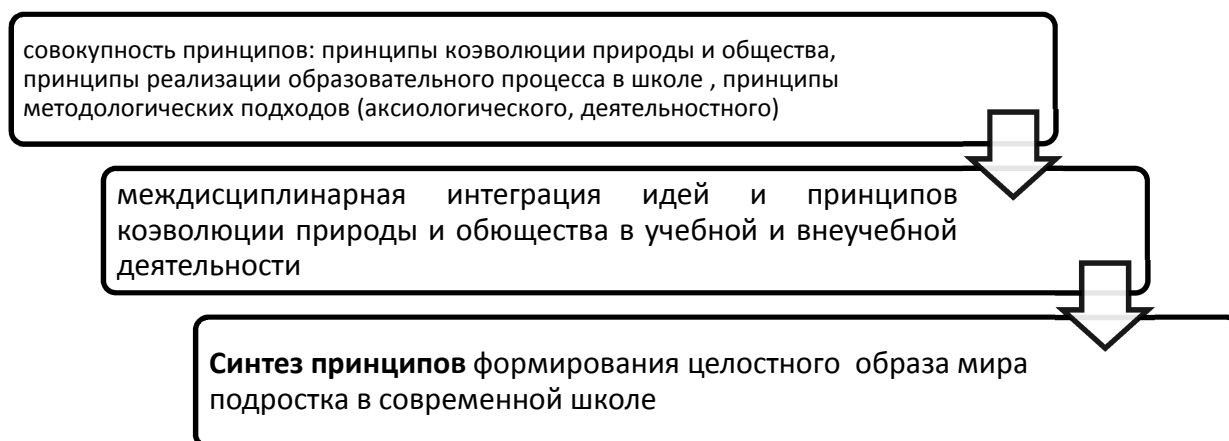 совокупность принципов: принципы коэволюции природы и общества,
принципы реализации образовательного процесса в школе , принципы
методологических подходов (аксиологического, деятельностного)
междисциплинарная интеграция идей и принципов
коэволюции природы и обющества в учебной и внеучебной
деятельности
Синтез принципов формирования целостного образа мира
подростка в современной школе